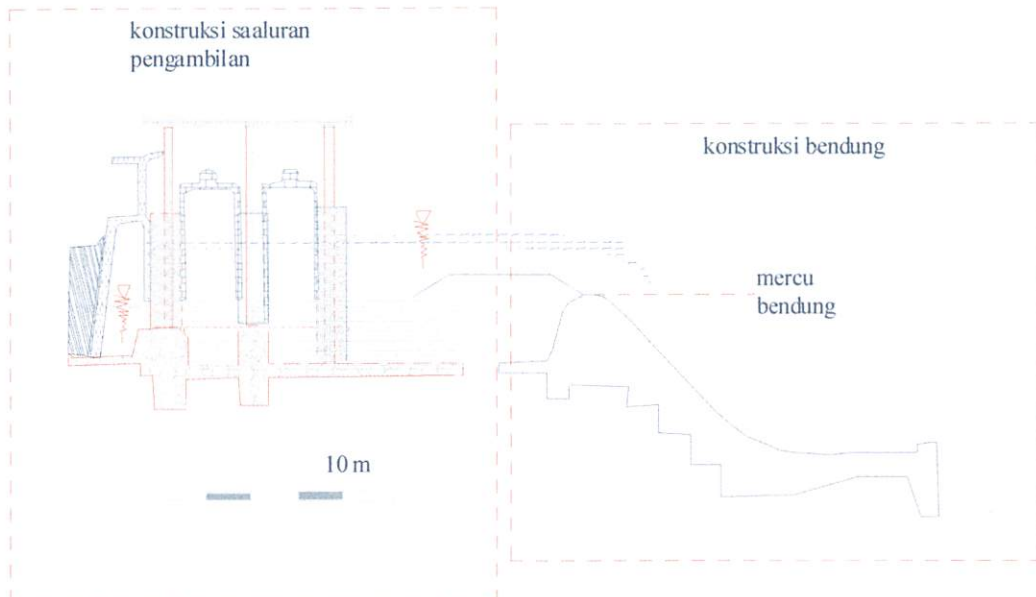 konstruksi saaluran
pengambilan
konstruksi bendung
mercu
bendung
10 m